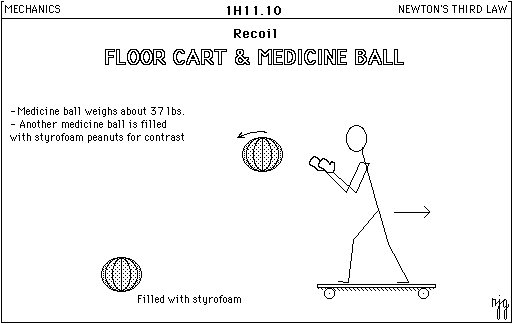 MECHANICS
1H11.10
NEWTON'S THIRD LAW
Recoil
FLOOR CART & MEDICINE BALL
- Medicine ball weighs about 37 lbs.
- Another medicine ball is filled
with styrofoam peanuts for contrast
Filled with styrofoam
njg